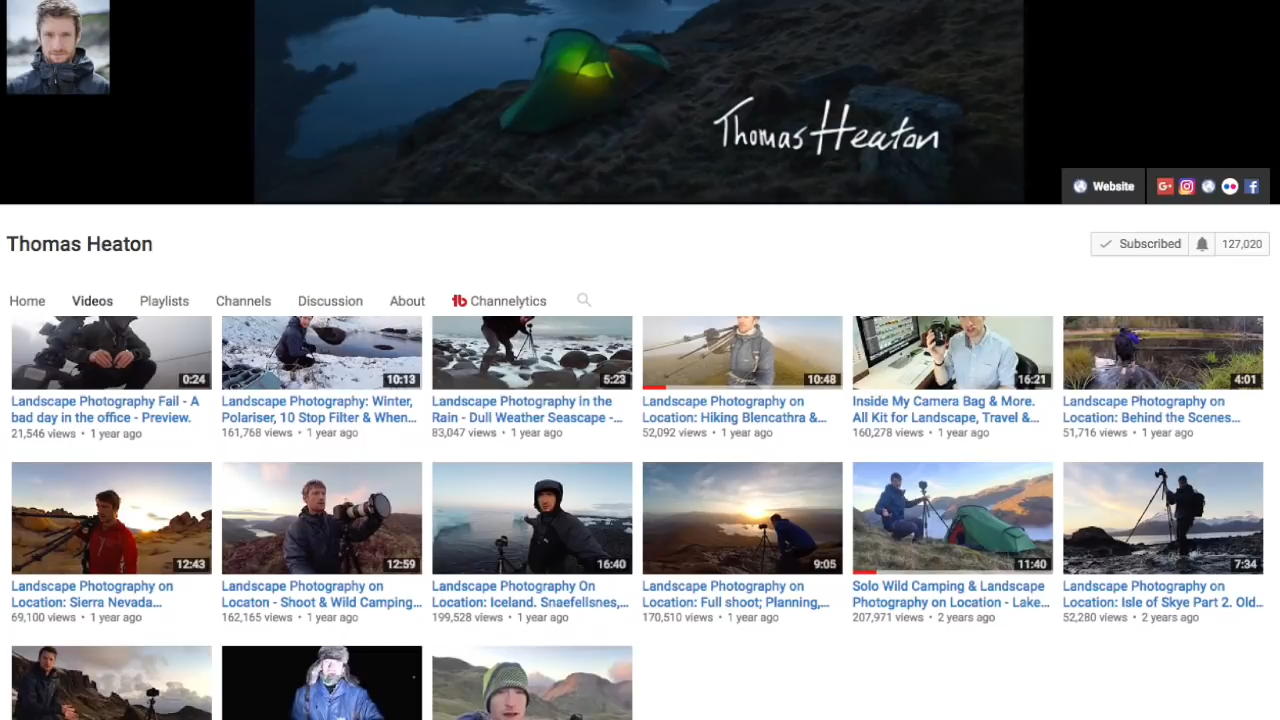 Thomas Heaton
Website
G+
Thomas Heaton
Subscribed 127,020
Home Videos Playlists Channels Discussion About tb Channelytics
0:24 10:13 5:23 10:48 16:21 4:01
Landscape Photography Fail - A
bad day in the office - Preview.
21,546 views • 1 year ago
Landscape Photography: Winter,
Polariser, 10 Stop Filter & When...
161,768 views • 1 year ago
Landscape Photography in the
Rain - Dull Weather Seascape -...
83,047 views • 1 year ago
Landscape Photography on
Location: Hiking Blencathra &...
52,092 views • 1 year ago
Inside My Camera Bag & More.
All Kit for Landscape, Travel &...
160,278 views • 1 year ago
Landscape Photography on
Location: Behind the Scenes...
51,716 views • 1 year ago
12:43 12:59 16:40 9:05 11:40 7:34
Landscape Photography on
Location: Sierra Nevada...
69,100 views • 1 year ago
Landscape Photography on
Locaton - Shoot & Wild Camping...
162,165 views • 1 year ago
Landscape Photography On
Location: Iceland. Snaefellsnes,...
199,528 views • 1 year ago
Landscape Photography on
Location: Full shoot; Planning,...
170,510 views • 1 year ago
Solo Wild Camping & Landscape
Photography on Location - Lake...
207,971 views • 2 years ago
Landscape Photography on
Location: Isle of Skye Part 2. Old...
52,280 views • 2 years ago